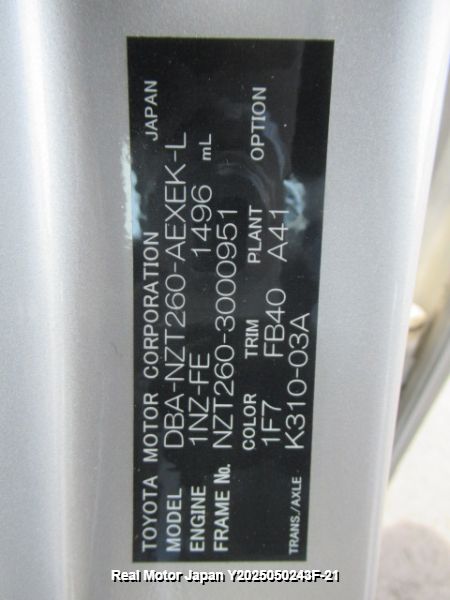 TOYOTA MOTOR CORPORATION JAPAN
MODEL DBA-NZT260-AEXEK-L
ENGINE 1NZ-FE 1496 mL
FRAME No. NZT260-3000951
COLOR TRIM PLANT OPTION
1F7 FB40 A41
TRANS./AXLE K310-03A
Real Motor Japan Y2025050243F-21